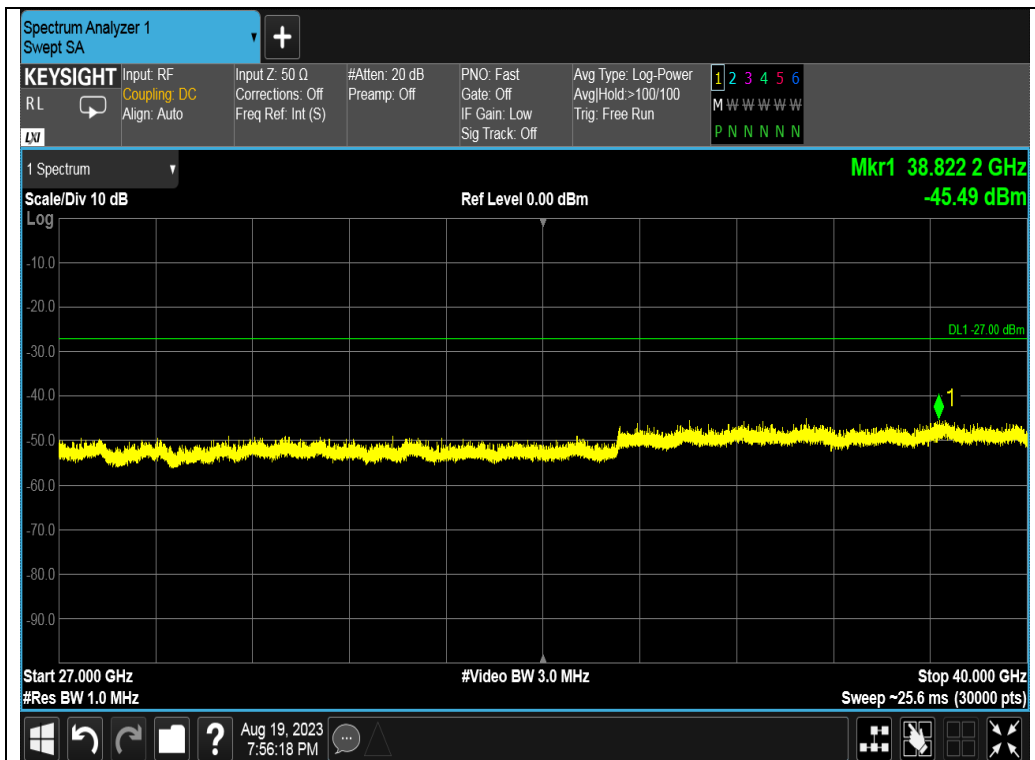 Spectrum Analyzer 1
Swept SA
+
KEYSIGHT
RL
LXI
Input: RF
Coupling: DC
Align: Auto
Input Z: 50 Ω
Corrections: Off
Freq Ref: Int (S)
#Atten: 20 dB
Preamp: Off
PNO: Fast
Gate: Off
IF Gain: Low
Sig Track: Off
Avg Type: Log-Power
Avg|Hold:>100/100
Trig: Free Run
1 2 3 4 5 6
M W W W W W
P N N N N N
1 Spectrum
Mkr1 38.822 2 GHz
-45.49 dBm
Scale/Div 10 dB
Ref Level 0.00 dBm
Log
-10.0
-20.0
DL1 -27.00 dBm
-30.0
-40.0
1
-50.0
-60.0
-70.0
-80.0
-90.0
Start 27.000 GHz
#Video BW 3.0 MHz
Stop 40.000 GHz
#Res BW 1.0 MHz
Sweep ~25.6 ms (30000 pts)
?
Aug 19, 2023
7:56:18 PM